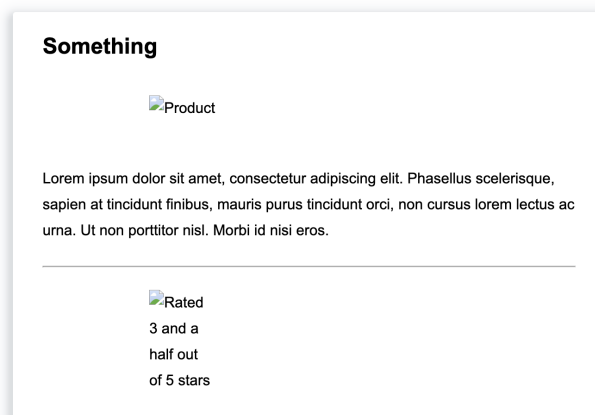 Something
Product
Lorem ipsum dolor sit amet, consectetur adipiscing elit. Phasellus scelerisque,
sapien at tincidunt finibus, mauris purus tincidunt orci, non cursus lorem lectus ac
urna. Ut non porttitor nisl. Morbi id nisi eros.
Rated
3 and a
half out
of 5 stars